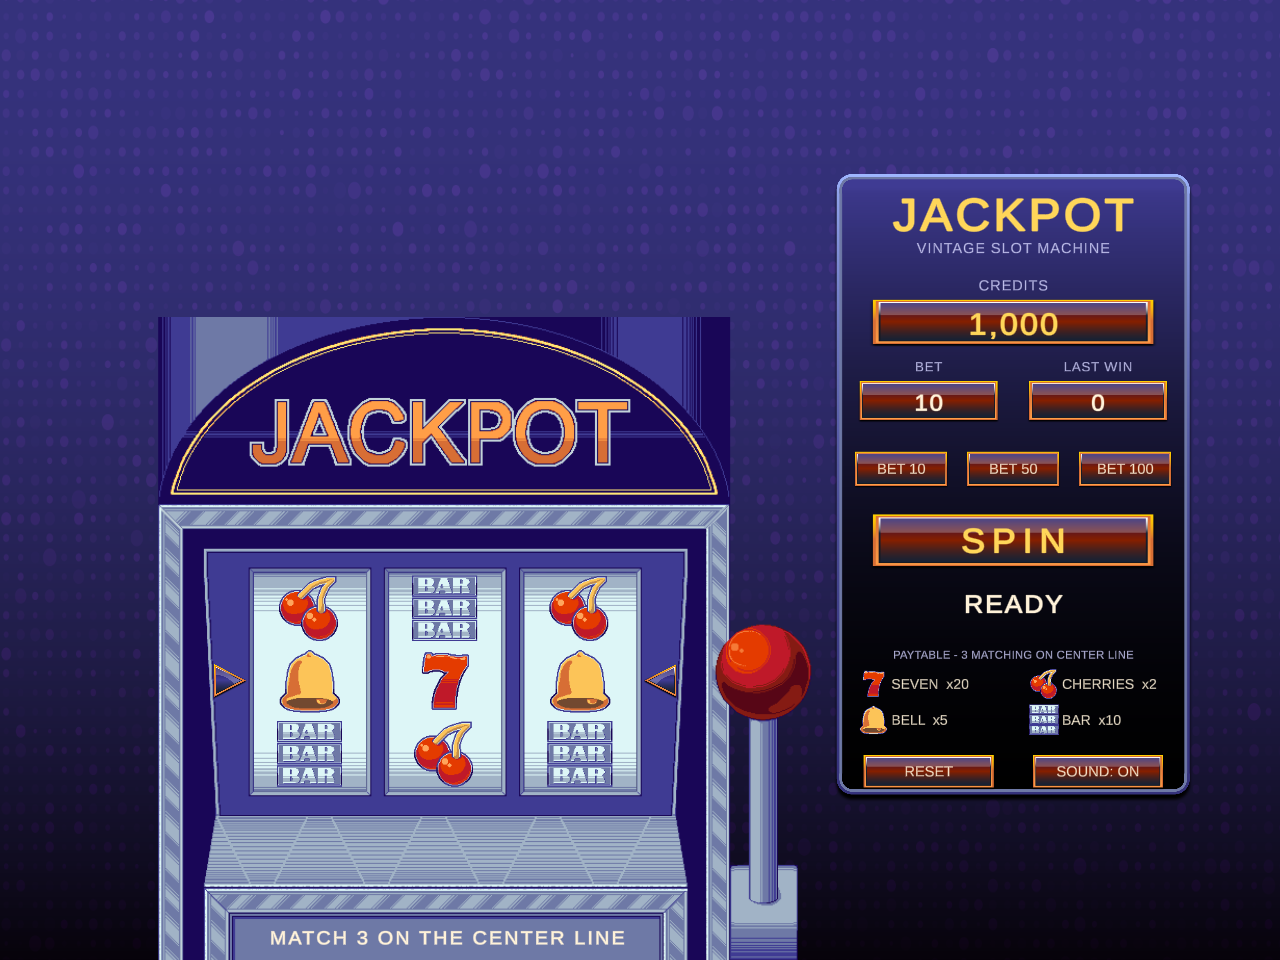 JACKPOT
VINTAGE SLOT MACHINE
CREDITS
1,000
BET
LAST WIN
10
0
BET 10
BET 50
BET 100
SPIN
READY
PAYTABLE - 3 MATCHING ON CENTER LINE
SEVEN x20
CHERRIES x2
BELL x5
BAR
BAR
BAR
BAR x10
RESET
SOUND: ON
JACKPOT
BAR
BAR
BAR
7
BAR
BAR
BAR
BAR
BAR
BAR
MATCH 3 ON THE CENTER LINE